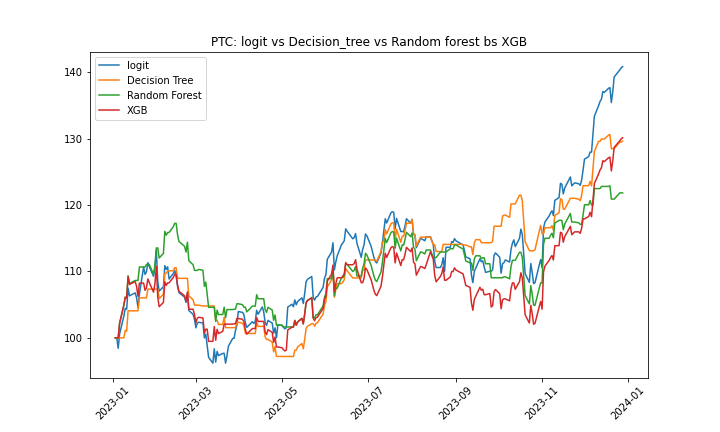 PTC: logit vs Decision_tree vs Random forest bs XGB
logit
Decision Tree
Random Forest
XGB
140
130
120
110
100
2023-01
2023-03
2023-05
2023-07
2023-09
2023-11
2024-01